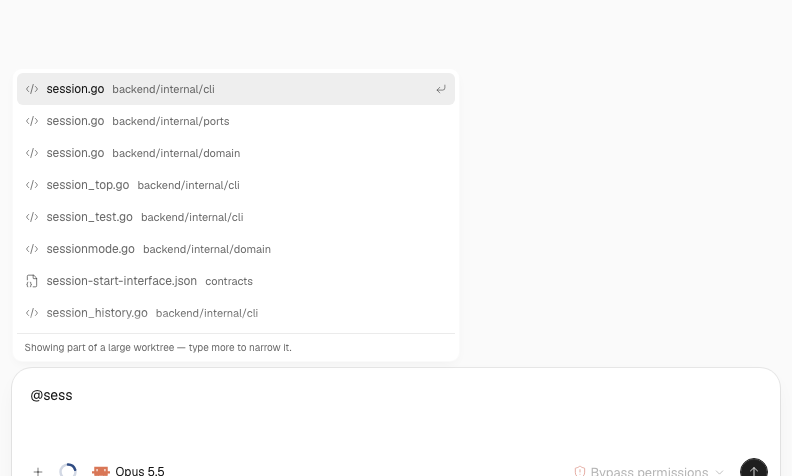 session.go backend/internal/cli
session.go backend/internal/ports
session.go backend/internal/domain
session_top.go backend/internal/cli
session_test.go backend/internal/cli
sessionmode.go backend/internal/domain
session-start-interface.json contracts
session_history.go backend/internal/cli
Showing part of a large worktree — type more to narrow it.
@sess
Opus 5.5 Bypass permissions